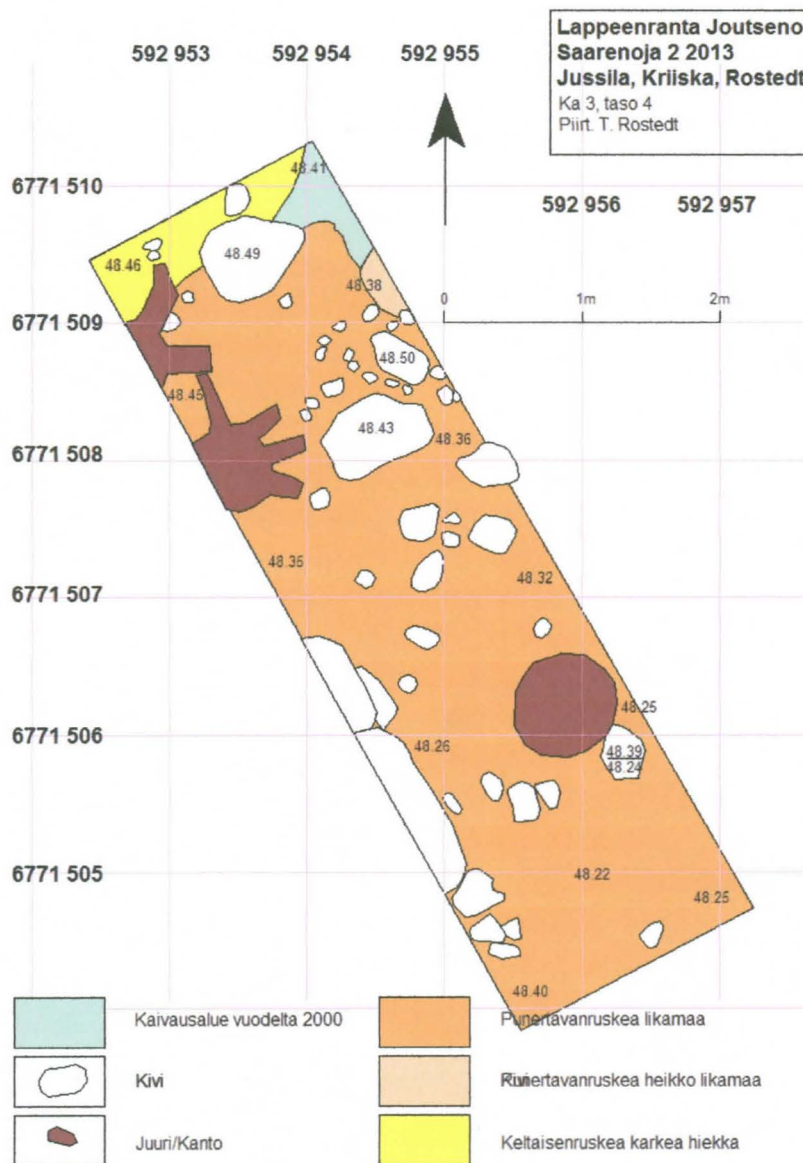 Lappeenranta Joutseno
Saarenoja 2 2013
Jussila, Kriiska, Rostedt
Ka 3, taso 4
Piirt. T. Rostedt
592 953 592 954 592 955
592 956 592 957
6771 510
6771 509
6771 508
6771 507
6771 506
6771 505
0 1m 2m
48.41
48.49
48.46
48.38
48.50
48.45
48.43
48.36
48.35
48.32
48.25
48.26
48.39
48.24
48.22
48.25
48.40
Kaivausalue vuodelta 2000
Kivi
Juuri/Kanto
Punertavanruskea likamaa
Punertavanruskea heikko likamaa
Keltaisenruskea karkea hiekka